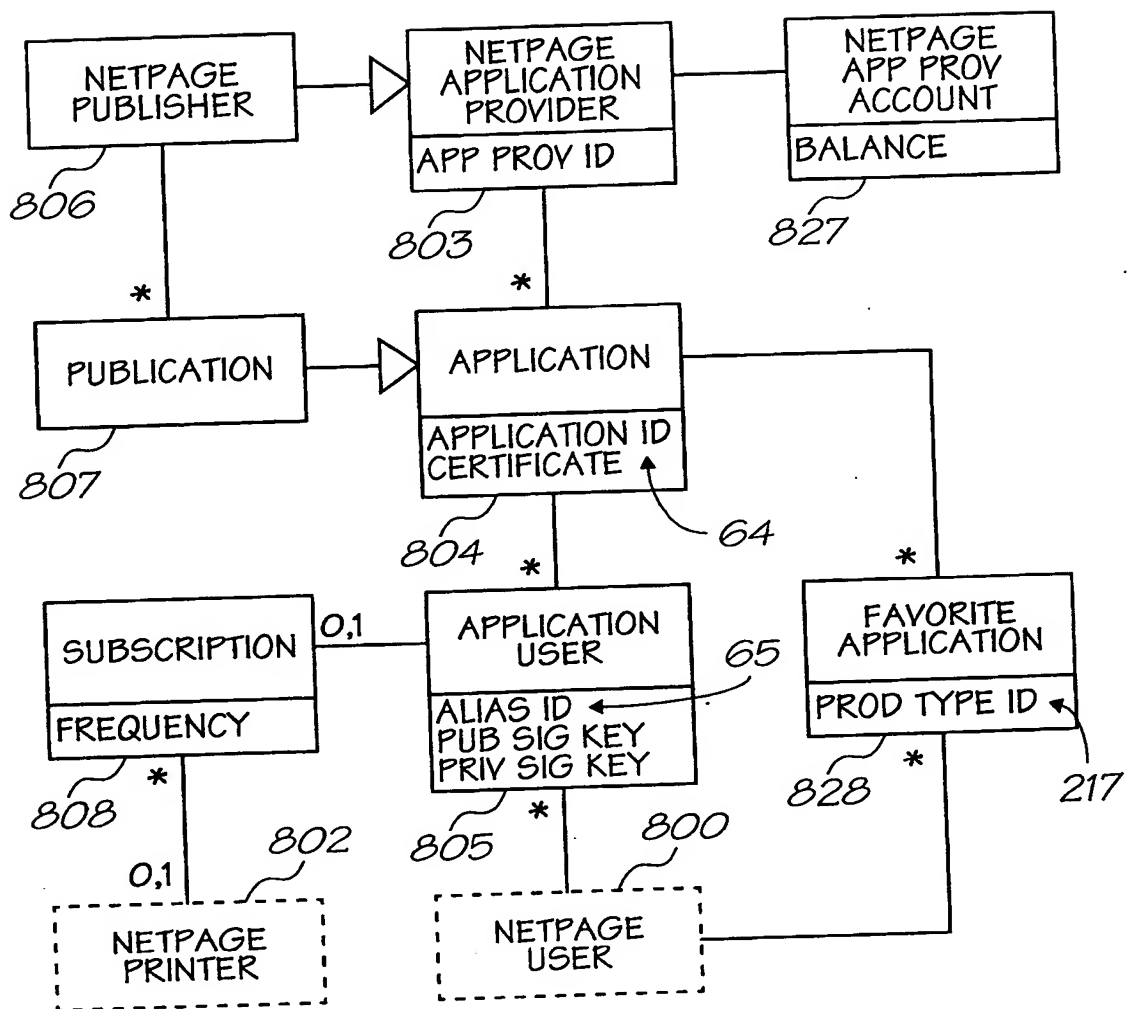 NETPAGE
PUBLISHER
806
NETPAGE
APPLICATION
PROVIDER
APP PROV ID
803
NETPAGE
APP PROV
ACCOUNT
BALANCE
827
*
*
PUBLICATION
807
APPLICATION
APPLICATION ID
CERTIFICATE
64
804
*
*
SUBSCRIPTION
FREQUENCY
808
0,1
APPLICATION
USER
65
ALIAS ID
PUB SIG KEY
PRIV SIG KEY
805
FAVORITE
APPLICATION
PROD TYPE ID
828
217
*
*
*
0,1
802
800
NETPAGE
PRINTER
NETPAGE
USER